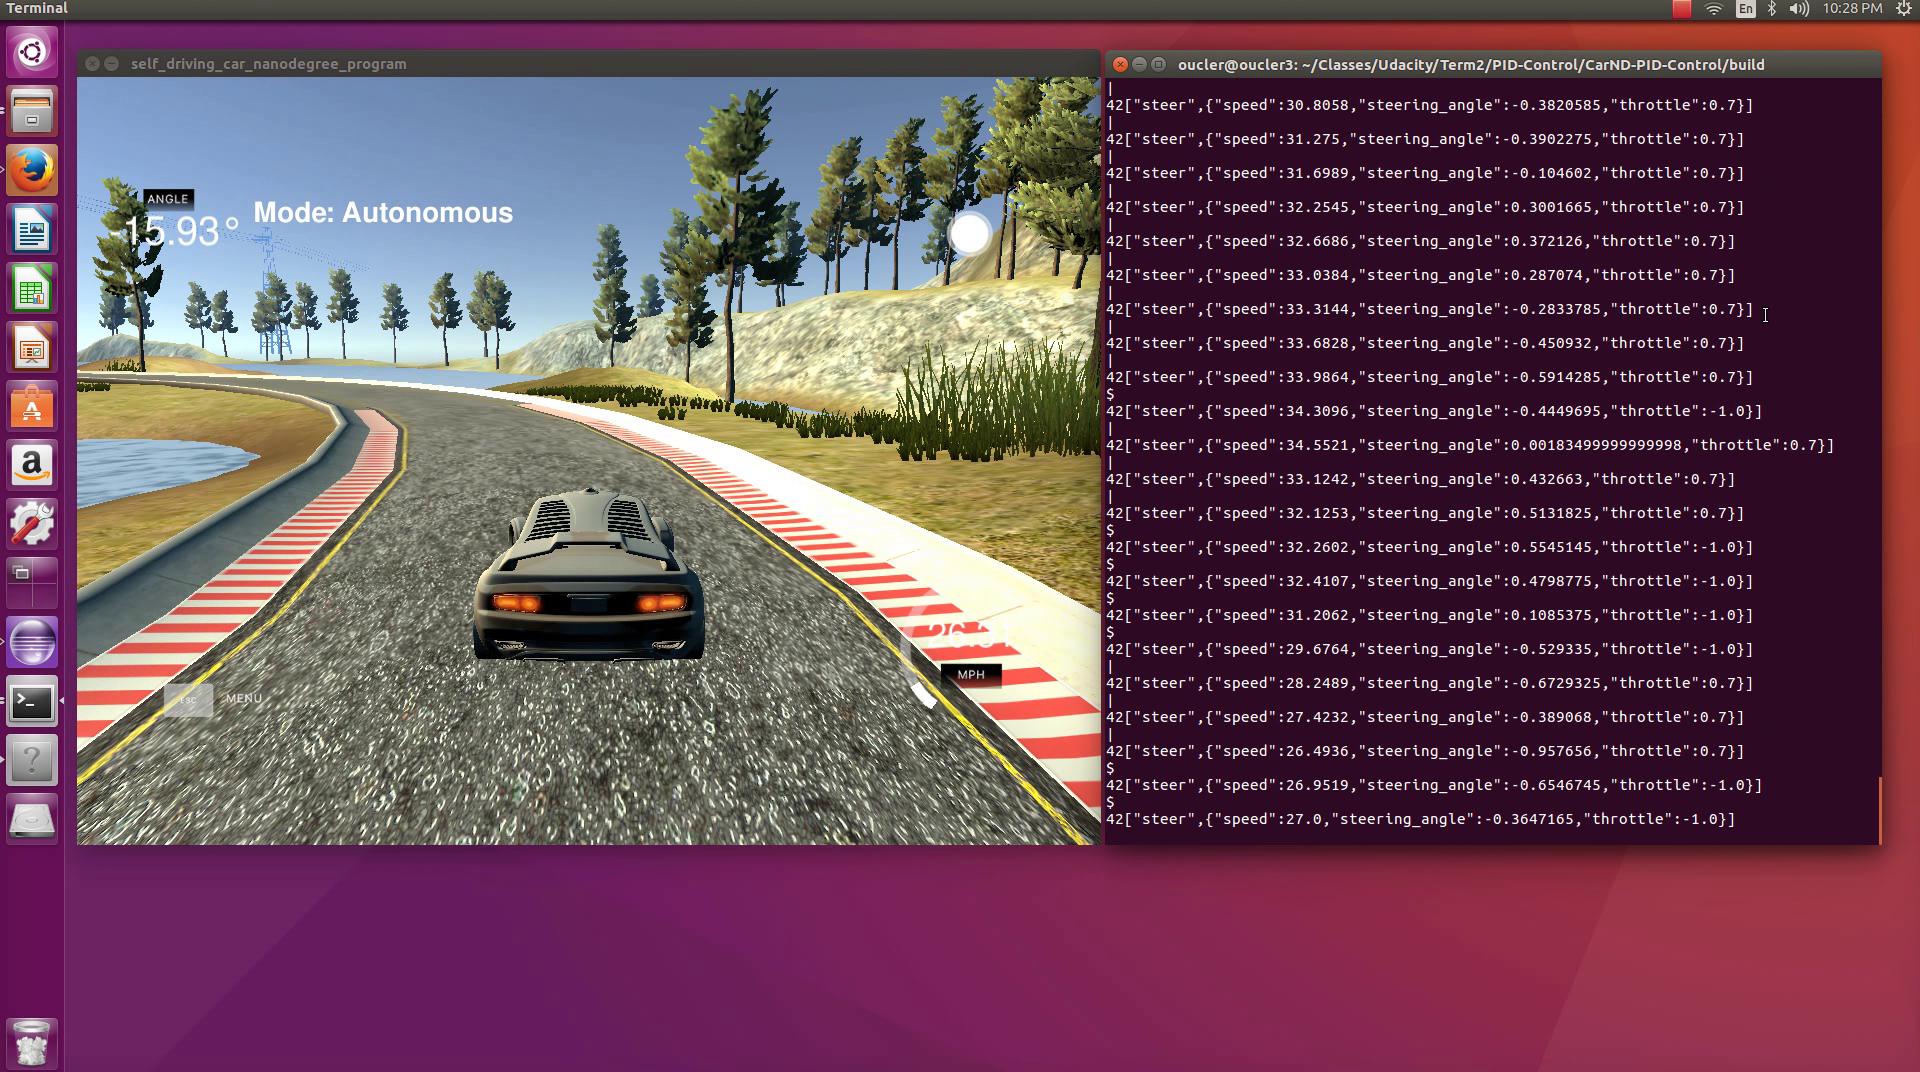 Terminal
En
10:28 PM
self_driving_car_nanodegree_program
ANGLE
-15.93°
Mode: Autonomous
MPH
ESC
MENU
oucler@oucler3: ~/Classes/Udacity/Term2/PID-Control/CarND-PID-Control/build
|
42["steer",{"speed":30.8058,"steering_angle":-0.3820585,"throttle":0.7}]
|
42["steer",{"speed":31.275,"steering_angle":-0.3902275,"throttle":0.7}]
|
42["steer",{"speed":31.6989,"steering_angle":-0.104602,"throttle":0.7}]
|
42["steer",{"speed":32.2545,"steering_angle":0.3001665,"throttle":0.7}]
|
42["steer",{"speed":32.6686,"steering_angle":0.372126,"throttle":0.7}]
|
42["steer",{"speed":33.0384,"steering_angle":0.287074,"throttle":0.7}]
|
42["steer",{"speed":33.3144,"steering_angle":-0.2833785,"throttle":0.7}]
|
42["steer",{"speed":33.6828,"steering_angle":-0.450932,"throttle":0.7}]
|
42["steer",{"speed":33.9864,"steering_angle":-0.5914285,"throttle":0.7}]
$
42["steer",{"speed":34.3096,"steering_angle":-0.4449695,"throttle":-1.0}]
|
42["steer",{"speed":34.5521,"steering_angle":0.00183499999999998,"throttle":0.7}]
|
42["steer",{"speed":33.1242,"steering_angle":0.432663,"throttle":0.7}]
|
42["steer",{"speed":32.1253,"steering_angle":0.5131825,"throttle":0.7}]
$
42["steer",{"speed":32.2602,"steering_angle":0.5545145,"throttle":-1.0}]
$
42["steer",{"speed":32.4107,"steering_angle":0.4798775,"throttle":-1.0}]
$
42["steer",{"speed":31.2062,"steering_angle":0.1085375,"throttle":-1.0}]
$
42["steer",{"speed":29.6764,"steering_angle":-0.529335,"throttle":-1.0}]
|
42["steer",{"speed":28.2489,"steering_angle":-0.6729325,"throttle":0.7}]
|
42["steer",{"speed":27.4232,"steering_angle":-0.389068,"throttle":0.7}]
|
42["steer",{"speed":26.4936,"steering_angle":-0.957656,"throttle":0.7}]
$
42["steer",{"speed":26.9519,"steering_angle":-0.6546745,"throttle":-1.0}]
$
42["steer",{"speed":27.0,"steering_angle":-0.3647165,"throttle":-1.0}]